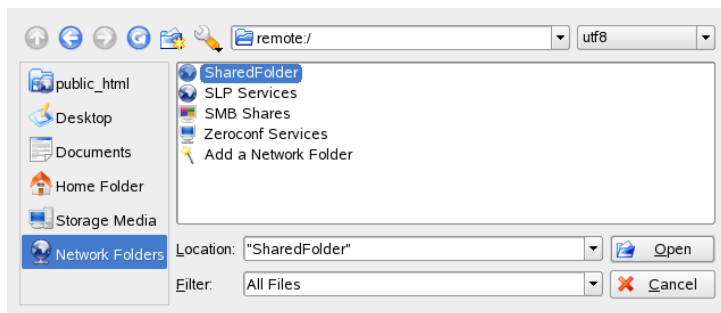 remote:/ utf8
public_html
Desktop
Documents
Home Folder
Storage Media
Network Folders
SharedFolder
SLP Services
SMB Shares
Zeroconf Services
Add a Network Folder
Location: "SharedFolder" Open
Filter: All Files Cancel